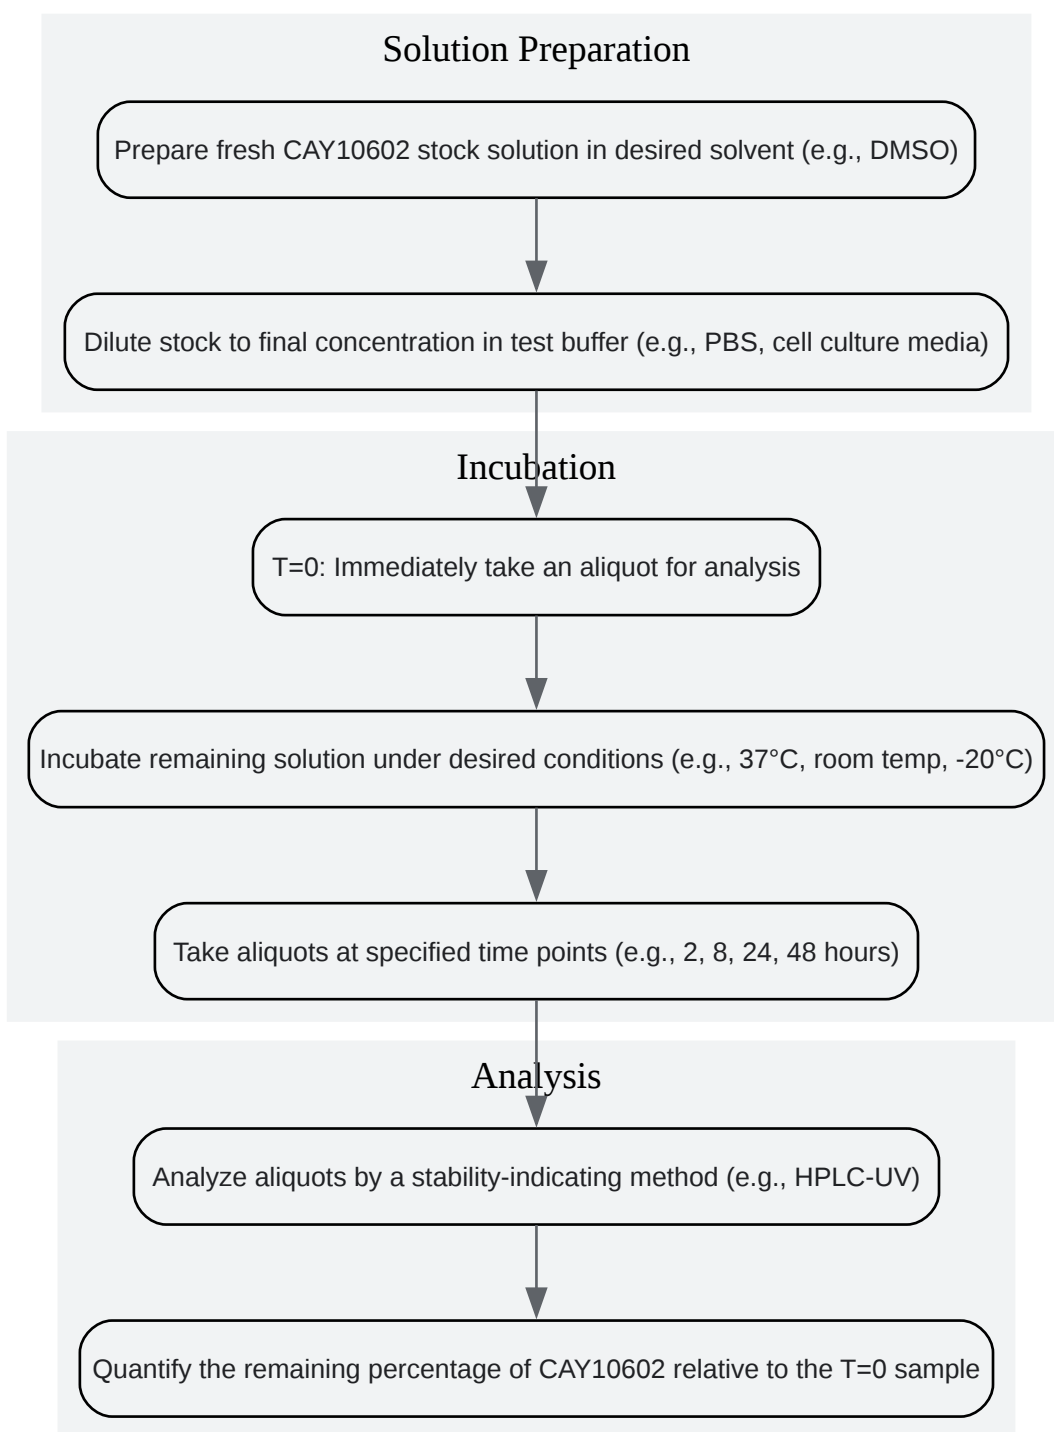 Solution Preparation
Prepare fresh CAY10602 stock solution in desired solvent (e.g., DMSO)
Dilute stock to final concentration in test buffer (e.g., PBS, cell culture media)
Incubation
T=0: Immediately take an aliquot for analysis
Incubate remaining solution under desired conditions (e.g., 37°C, room temp, -20°C)
Take aliquots at specified time points (e.g., 2, 8, 24, 48 hours)
Analysis
Analyze aliquots by a stability-indicating method (e.g., HPLC-UV)
Quantify the remaining percentage of CAY10602 relative to the T=0 sample